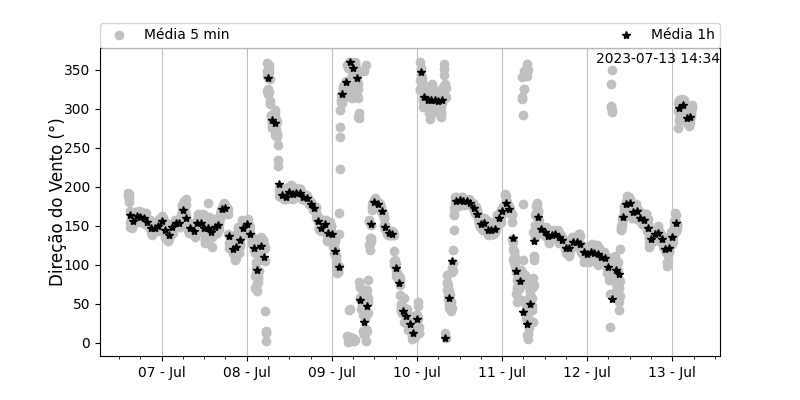 Média 5 min
Média 1h
2023-07-13 14:34
Direção do Vento (°)
350
300
250
200
150
100
50
0
07 - Jul
08 - Jul
09 - Jul
10 - Jul
11 - Jul
12 - Jul
13 - Jul